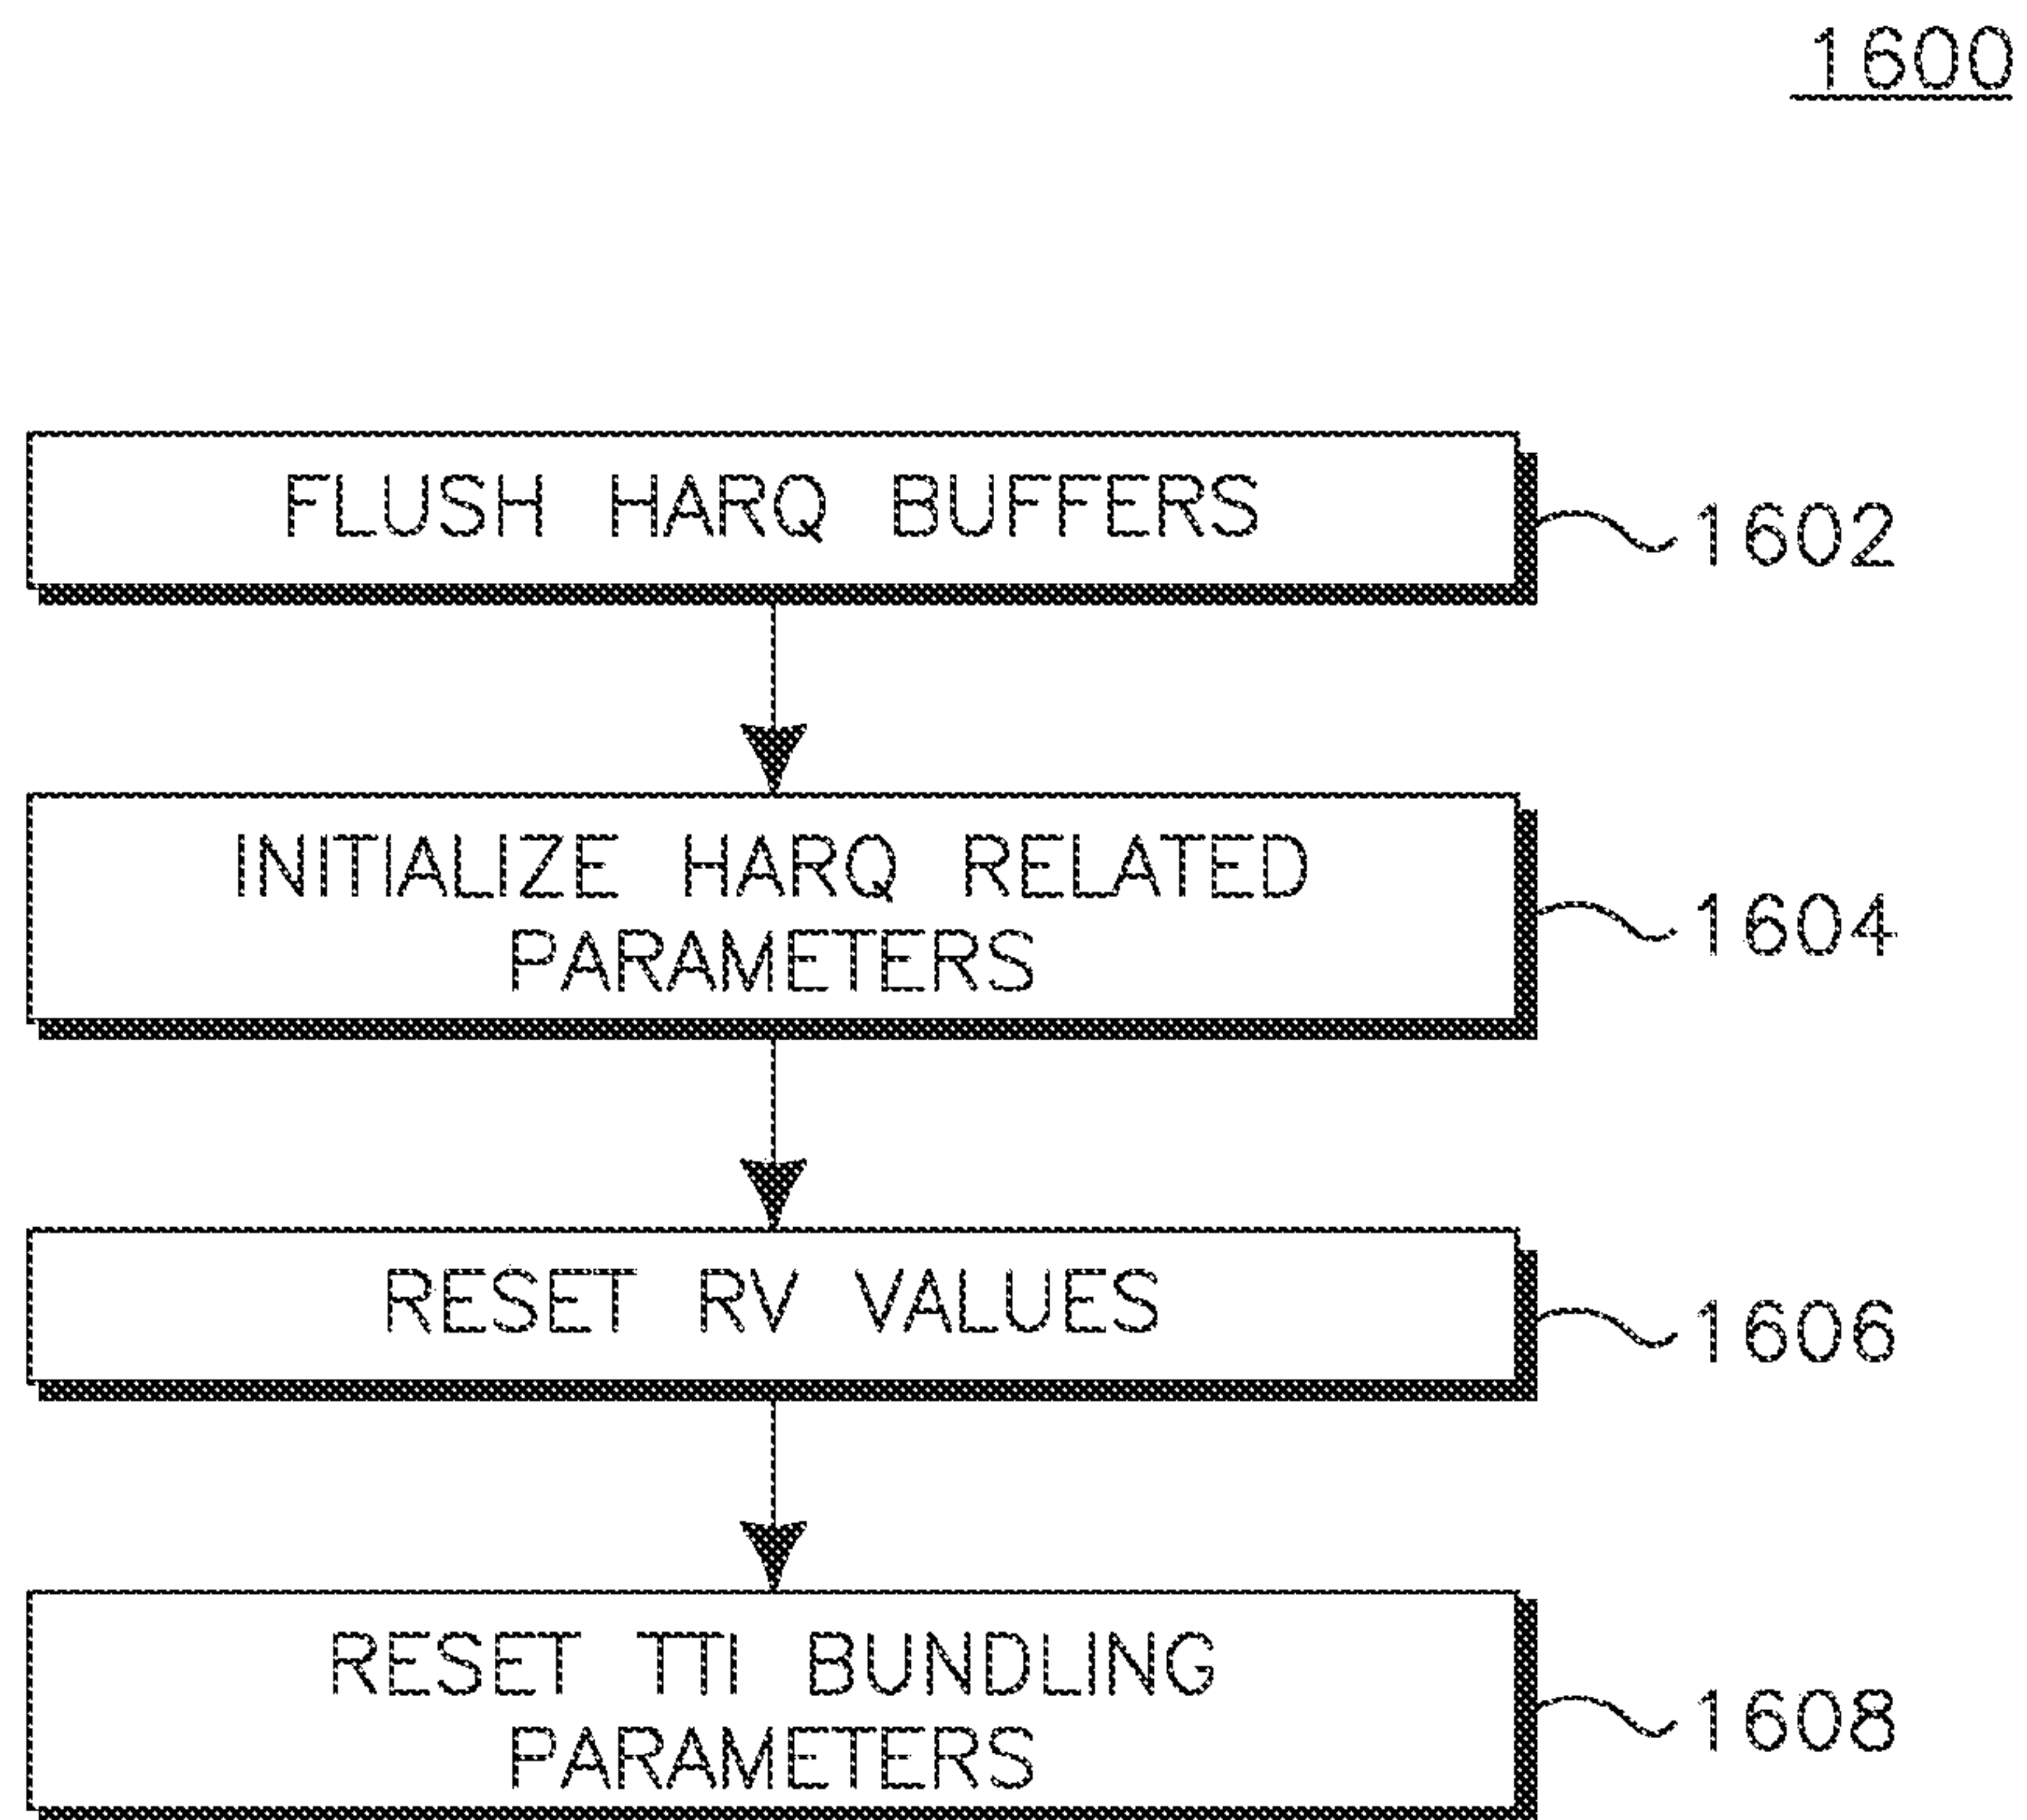 1600
FLUSH HARQ BUFFERS
1602
INITIALIZE HARQ RELATED
PARAMETERS
1604
RESET RV VALUES
1606
RESET TTI BUNDLING
PARAMETERS
1608